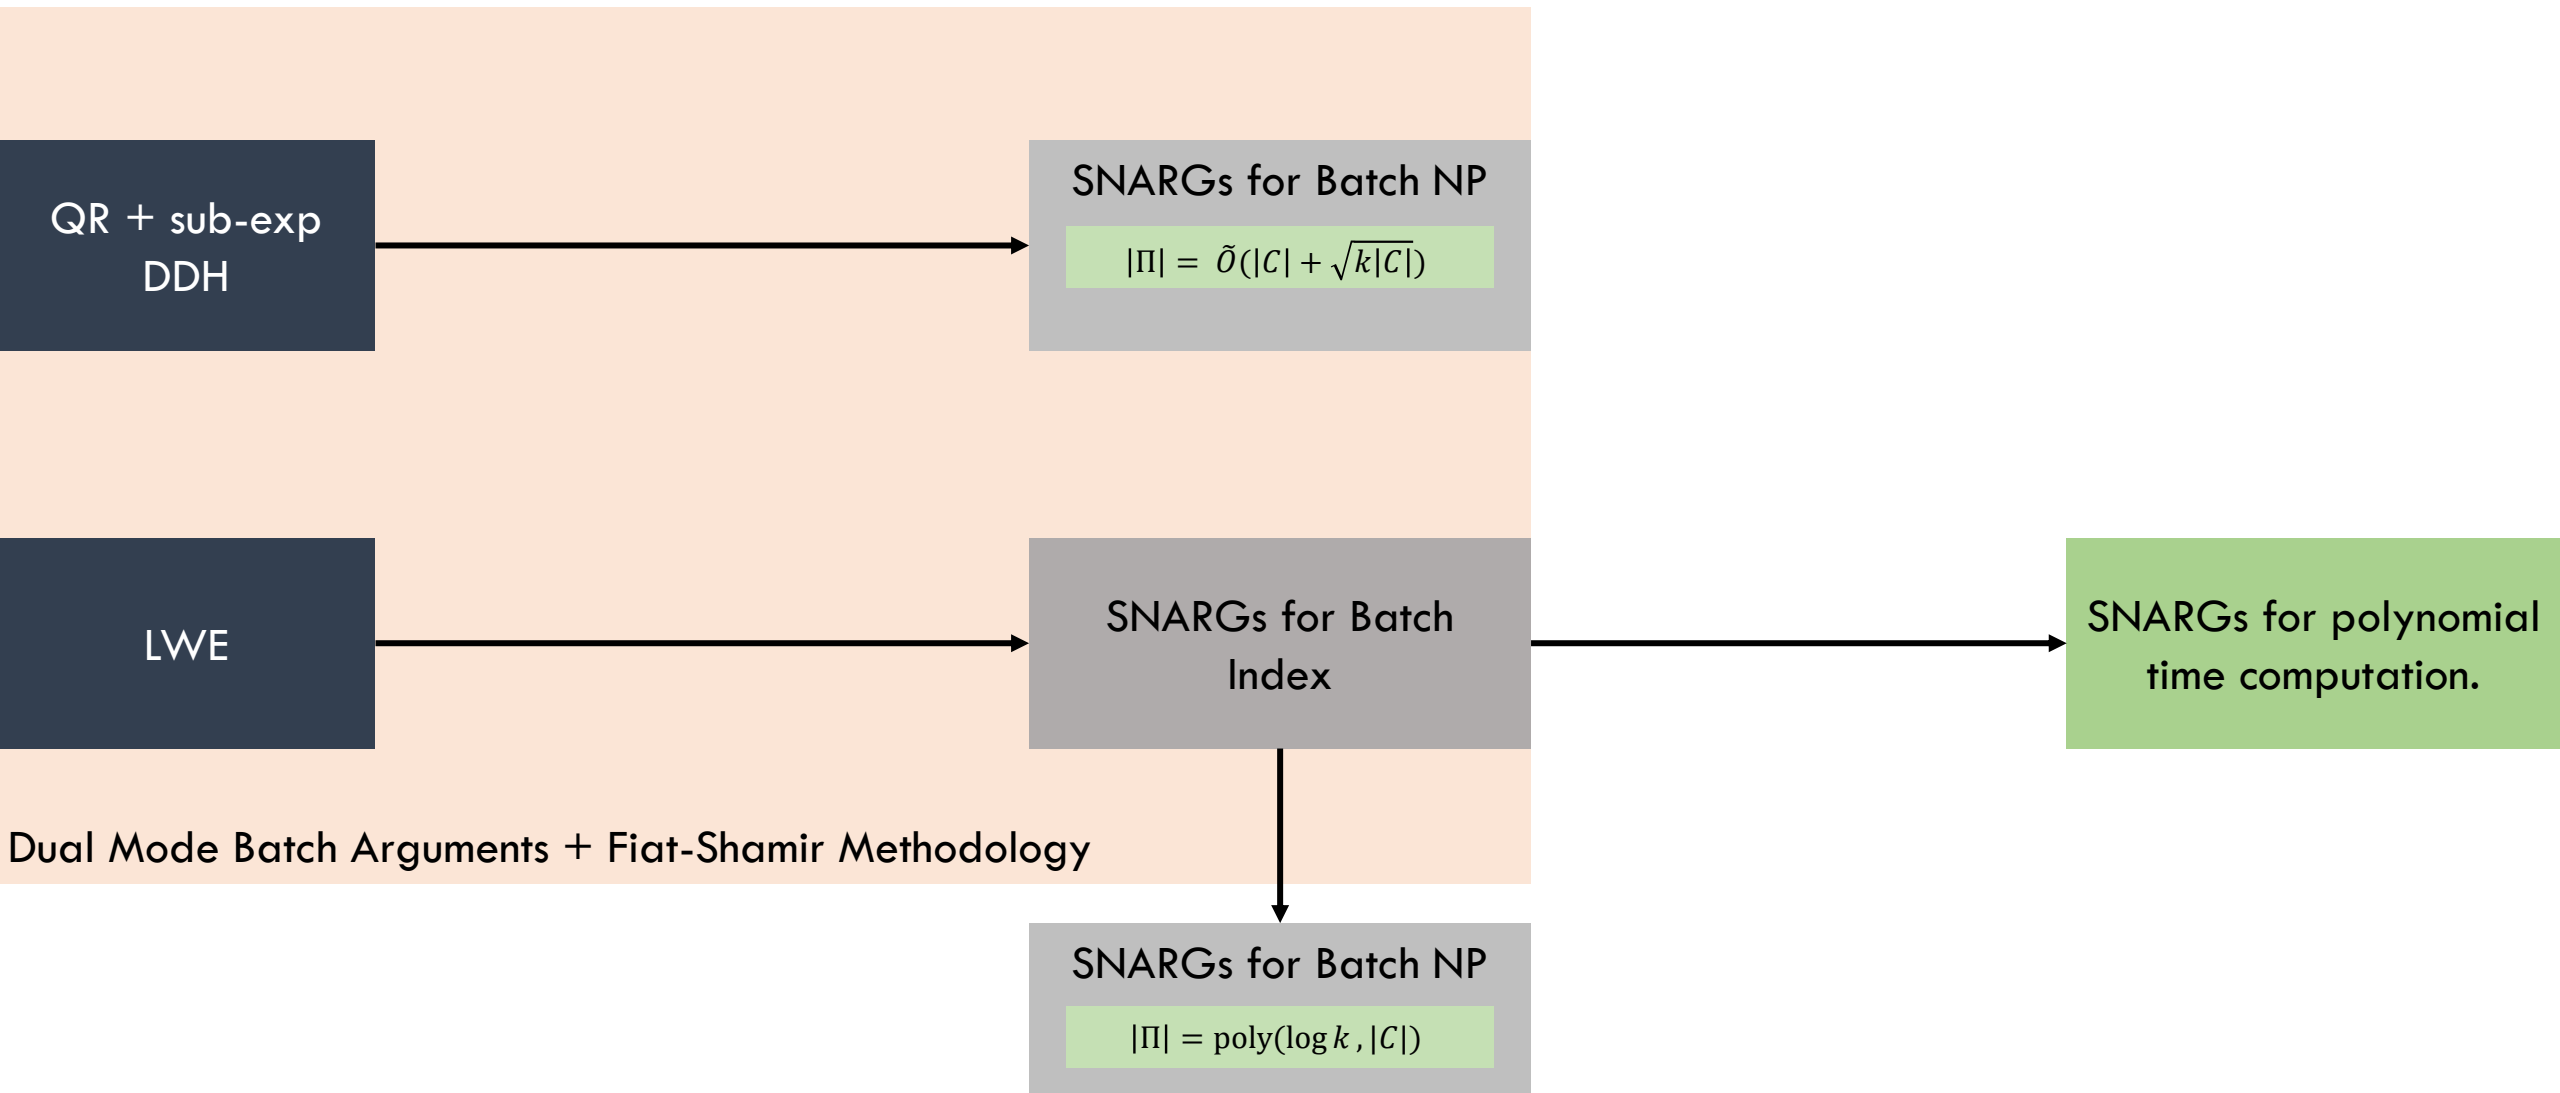 QR + sub-exp
DDH
SNARGs for Batch NP
|Π| = Õ(|C| + √k|C|)
LWE
SNARGs for Batch
Index
SNARGs for polynomial
time computation.
Dual Mode Batch Arguments + Fiat-Shamir Methodology
SNARGs for Batch NP
|Π| = poly(log k , |C|)